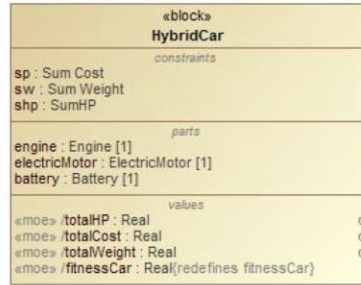 «block»
HybridCar
constraints
sp : Sum Cost
sw : Sum Weight
shp : SumHP
parts
engine : Engine [1]
electricMotor : ElectricMotor [1]
battery : Battery [1]
values
«moe» /totalHP : Real
«moe» /totalCost : Real
«moe» /totalWeight : Real
«moe» /fitnessCar : Real{redefines fitnessCar}